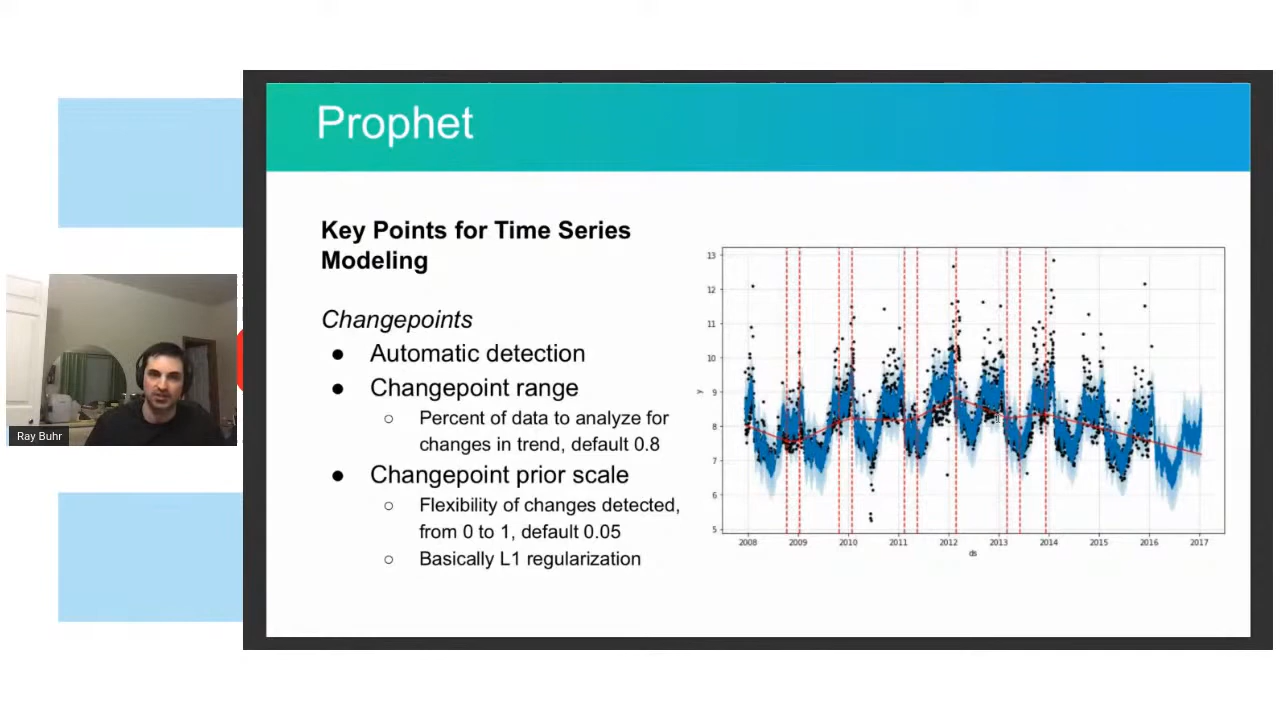 Prophet
Key Points for Time Series
Modeling
Changepoints
● Automatic detection
● Changepoint range
○ Percent of data to analyze for
changes in trend, default 0.8
● Changepoint prior scale
○ Flexibility of changes detected,
from 0 to 1, default 0.05
○ Basically L1 regularization
13
12
11
10
9
8
7
6
5
y
2008 2009 2010 2011 2012 2013 2014 2015 2016 2017
ds
Ray Buhr